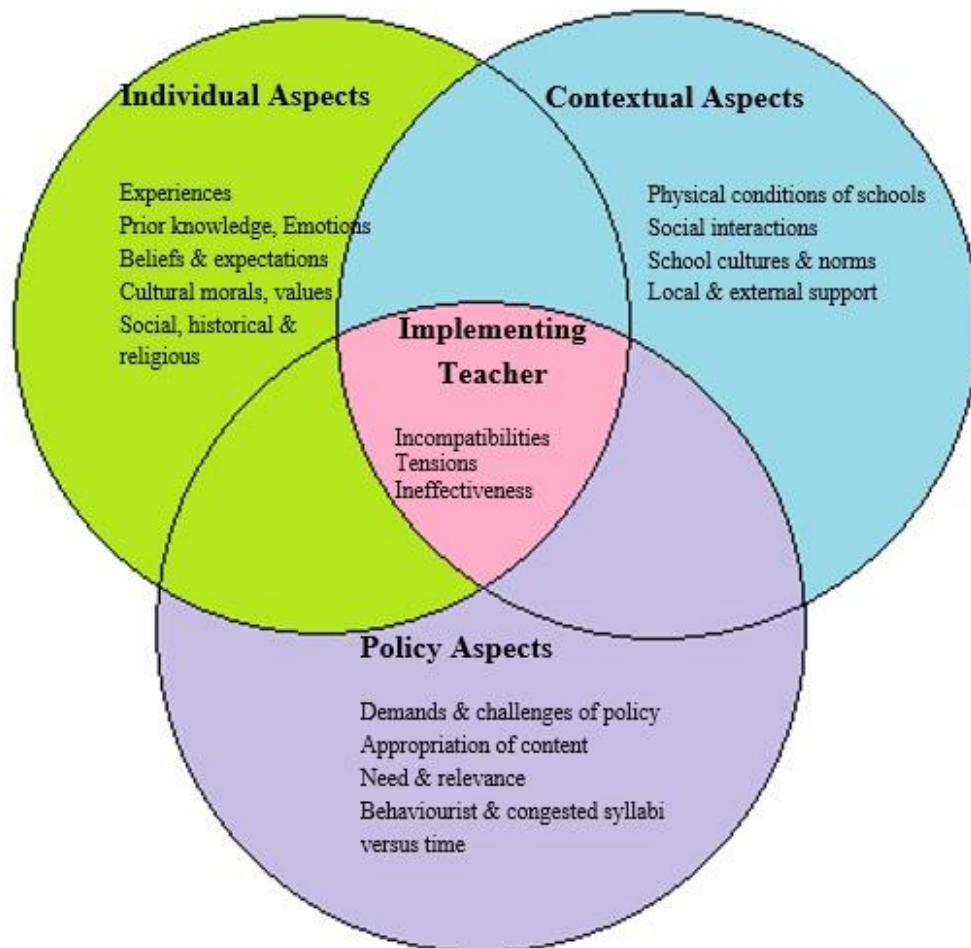 Individual Aspects
Experiences
Prior knowledge, Emotions
Beliefs & expectations
Cultural morals, values
Social, historical &
religious
Contextual Aspects
Physical conditions of schools
Social interactions
School cultures & norms
Local & external support
Implementing
Teacher
Incompatibilities
Tensions
Ineffectiveness
Policy Aspects
Demands & challenges of policy
Appropriation of content
Need & relevance
Behaviourist & congested syllabi
versus time